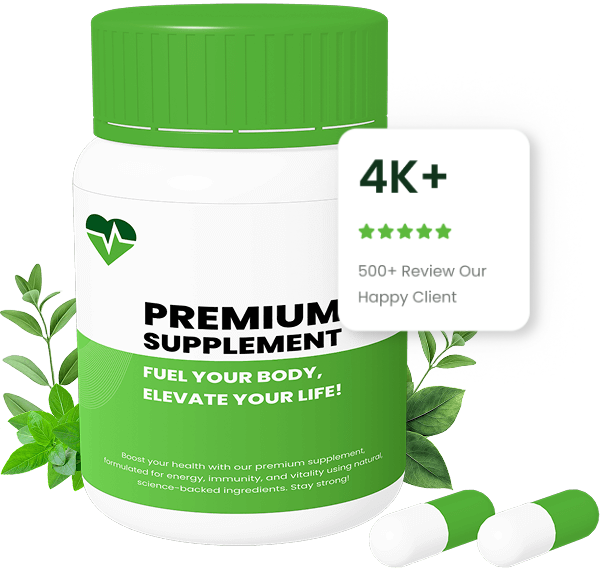 PREMIUM
SUPPLEMENT
FUEL YOUR BODY,
ELEVATE YOUR LIFE!
Boost your health with our premium supplement,
formulated for energy, immunity, and vitality using natural,
science-backed ingredients. Stay strong!
4K+
500+ Review Our
Happy Client